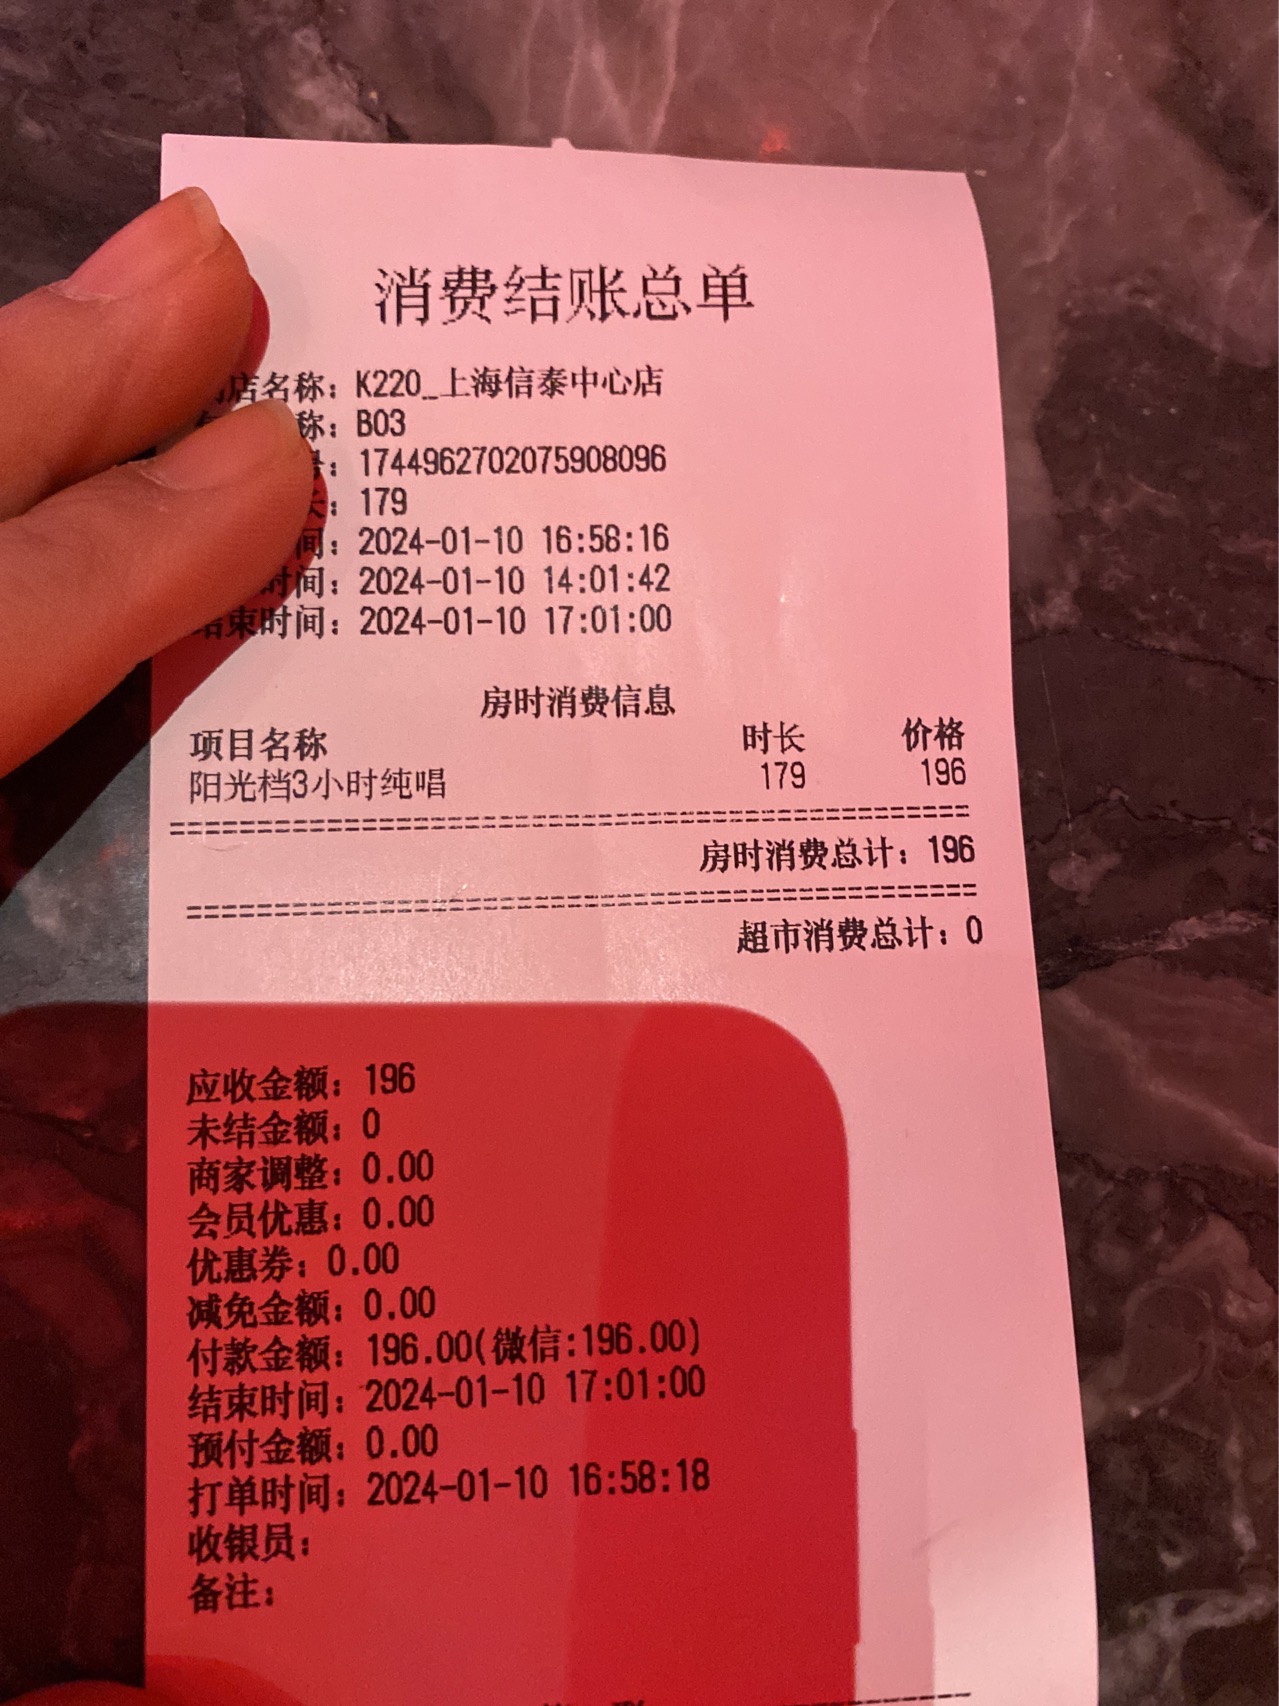 消费结账总单
店名称：K220_上海信泰中心店
称：B03
号：1744962702075908096
长：179
间：2024-01-10 16:58:16
时间：2024-01-10 14:01:42
结束时间：2024-01-10 17:01:00
房时消费信息
项目名称 时长 价格
阳光档3小时纯唱 179 196
房时消费总计：196
超市消费总计：0
应收金额：196
未结金额：0
商家调整：0.00
会员优惠：0.00
优惠券：0.00
减免金额：0.00
付款金额：196.00(微信:196.00)
结束时间：2024-01-10 17:01:00
预付金额：0.00
打单时间：2024-01-10 16:58:18
收银员：
备注：